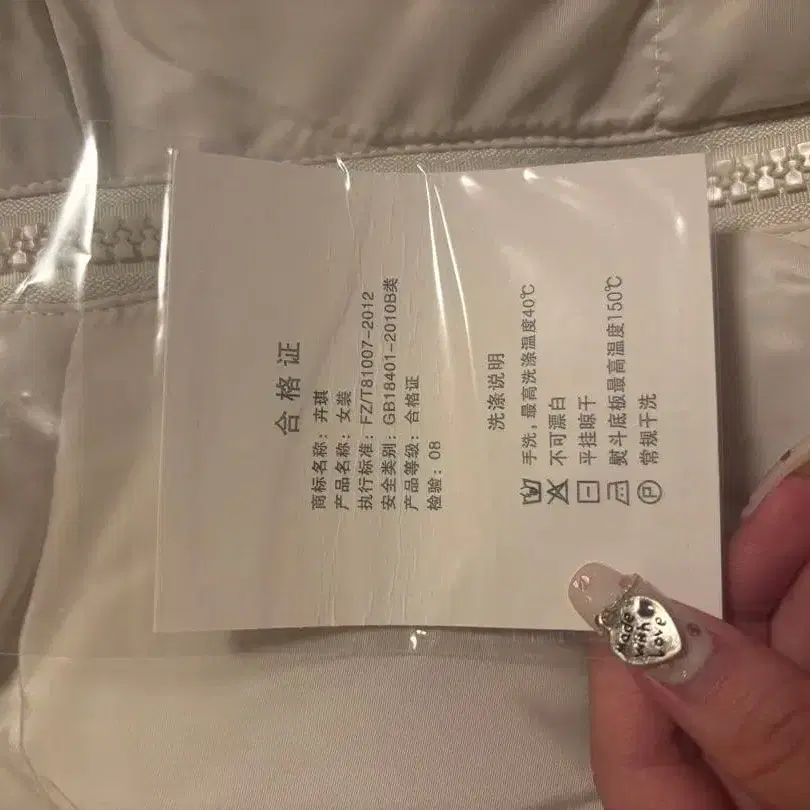 合格证
商标名称：卉琪
产品名称：女装
执行标准：FZ/T81007-2012
安全类别：GB18401-2010B类
产品等级：合格证
检验：08
洗涤说明
手洗，最高洗涤温度40℃
不可漂白
平挂晾干
熨斗底板最高温度150℃
P 常规干洗
Made
with
Love